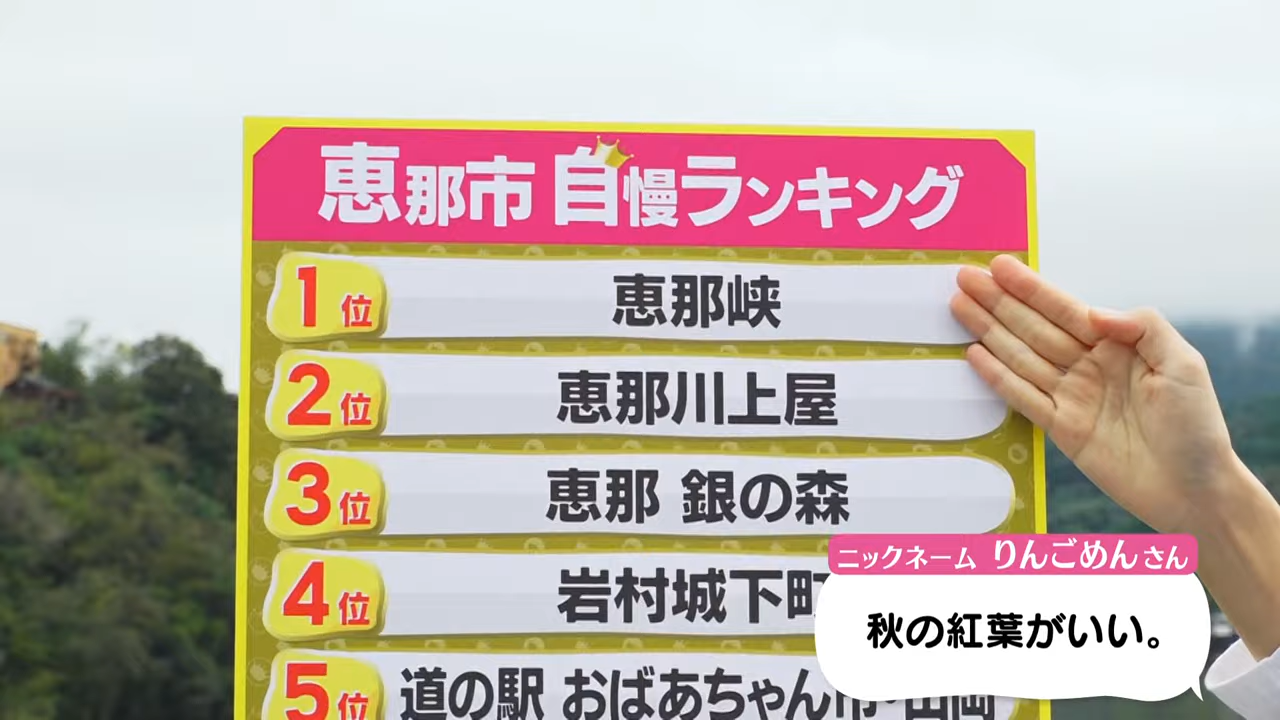 恵那市 自慢ランキング
1位 恵那峡
2位 恵那川上屋
3位 恵那 銀の森
4位 岩村城下町
5位 道の駅 おばあちゃん市・山岡
ニックネーム りんごめんさん
秋の紅葉がいい。